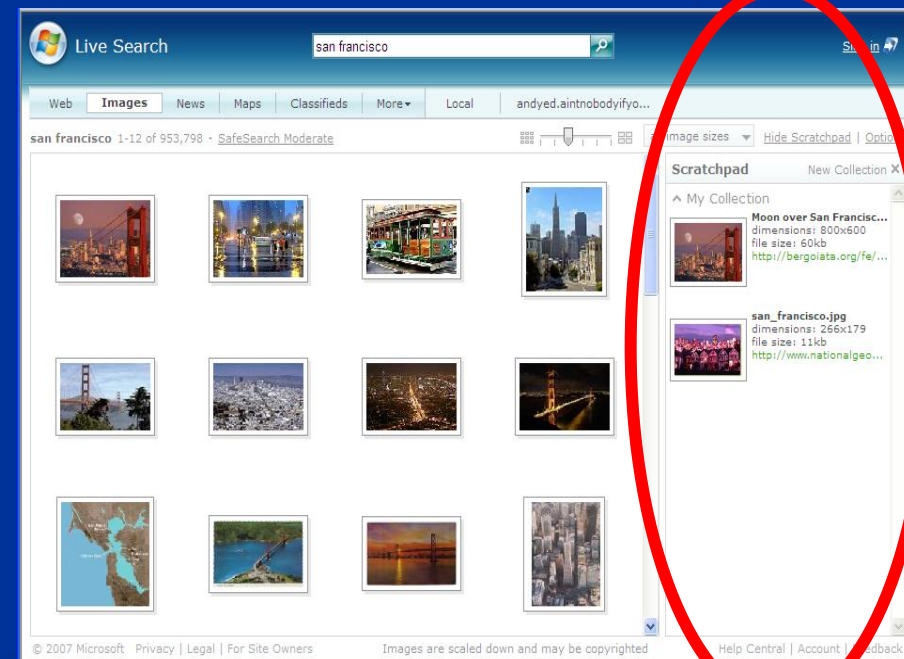 Live Search
san francisco
in
Web Images News Maps Classifieds More Local andyed.aintnobodyifyo...
san francisco 1-12 of 953,798 · SafeSearch Moderate
image sizes Hide Scratchpad | Optio
Scratchpad New Collection X
My Collection
Moon over San Francisc...
dimensions: 800x600
file size: 60kb
http://bergoiata.org/fe/...
san_francisco.jpg
dimensions: 266x179
file size: 11kb
http://www.nationalgeo...
© 2007 Microsoft Privacy | Legal | For Site Owners Images are scaled down and may be copyrighted Help Central | Account | edback